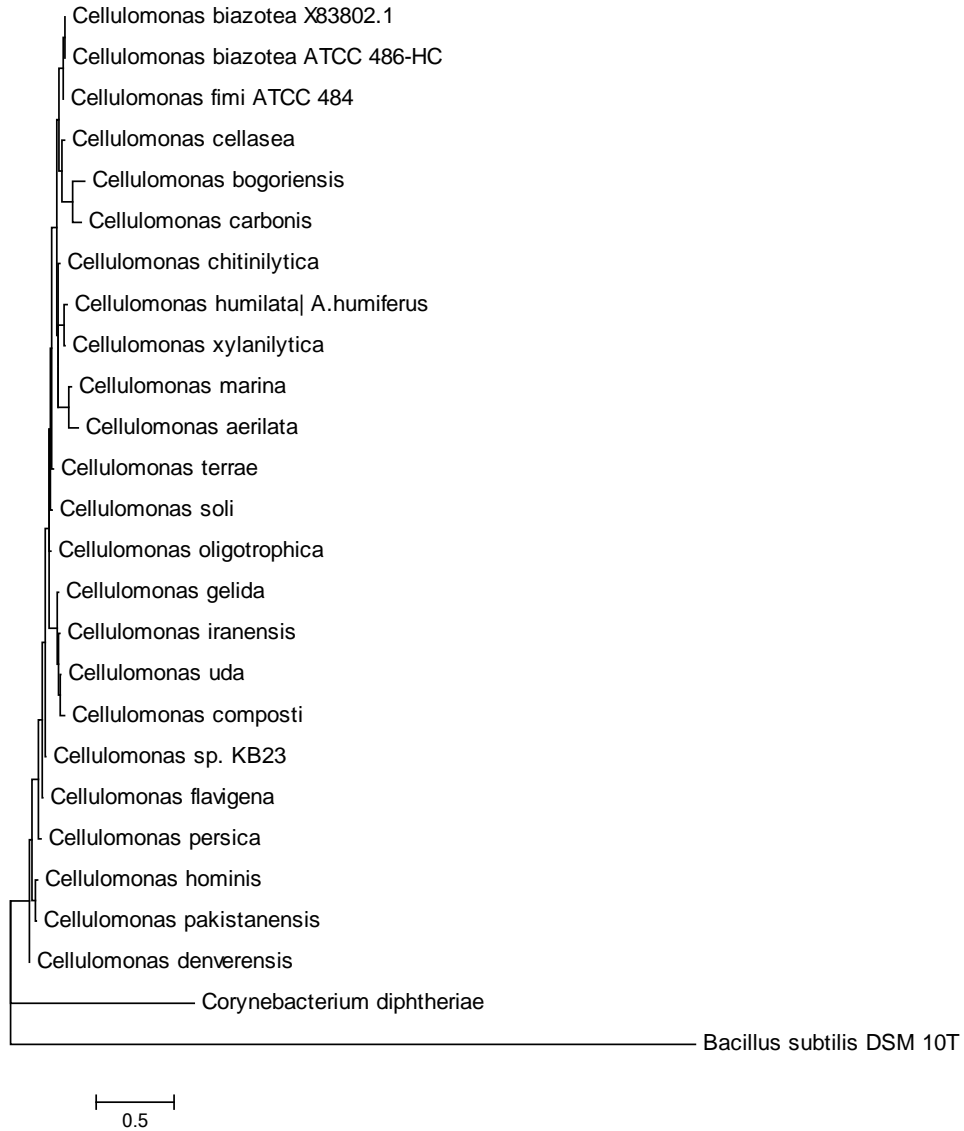 Cellulomonas biazotea X83802.1
Cellulomonas biazotea ATCC 486-HC
Cellulomonas fimi ATCC 484
Cellulomonas cellasea
Cellulomonas bogoriensis
Cellulomonas carbonis
Cellulomonas chitinilytica
Cellulomonas humilata| A.humiferus
Cellulomonas xylanilytica
Cellulomonas marina
Cellulomonas aerilata
Cellulomonas terrae
Cellulomonas soli
Cellulomonas oligotrophica
Cellulomonas gelida
Cellulomonas iranensis
Cellulomonas uda
Cellulomonas composti
Cellulomonas sp. KB23
Cellulomonas flavigena
Cellulomonas persica
Cellulomonas hominis
Cellulomonas pakistanensis
Cellulomonas denverensis
Corynebacterium diphtheriae
Bacillus subtilis DSM 10T
0.5